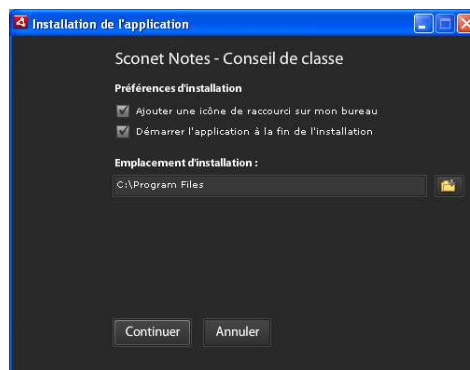 Installation de l'application
Sconet Notes - Conseil de classe
Préférences d'installation
Ajouter une icône de raccourci sur mon bureau
Démarrer l'application à la fin de l'installation
Emplacement d'installation :
C:\Program Files
Continuer Annuler